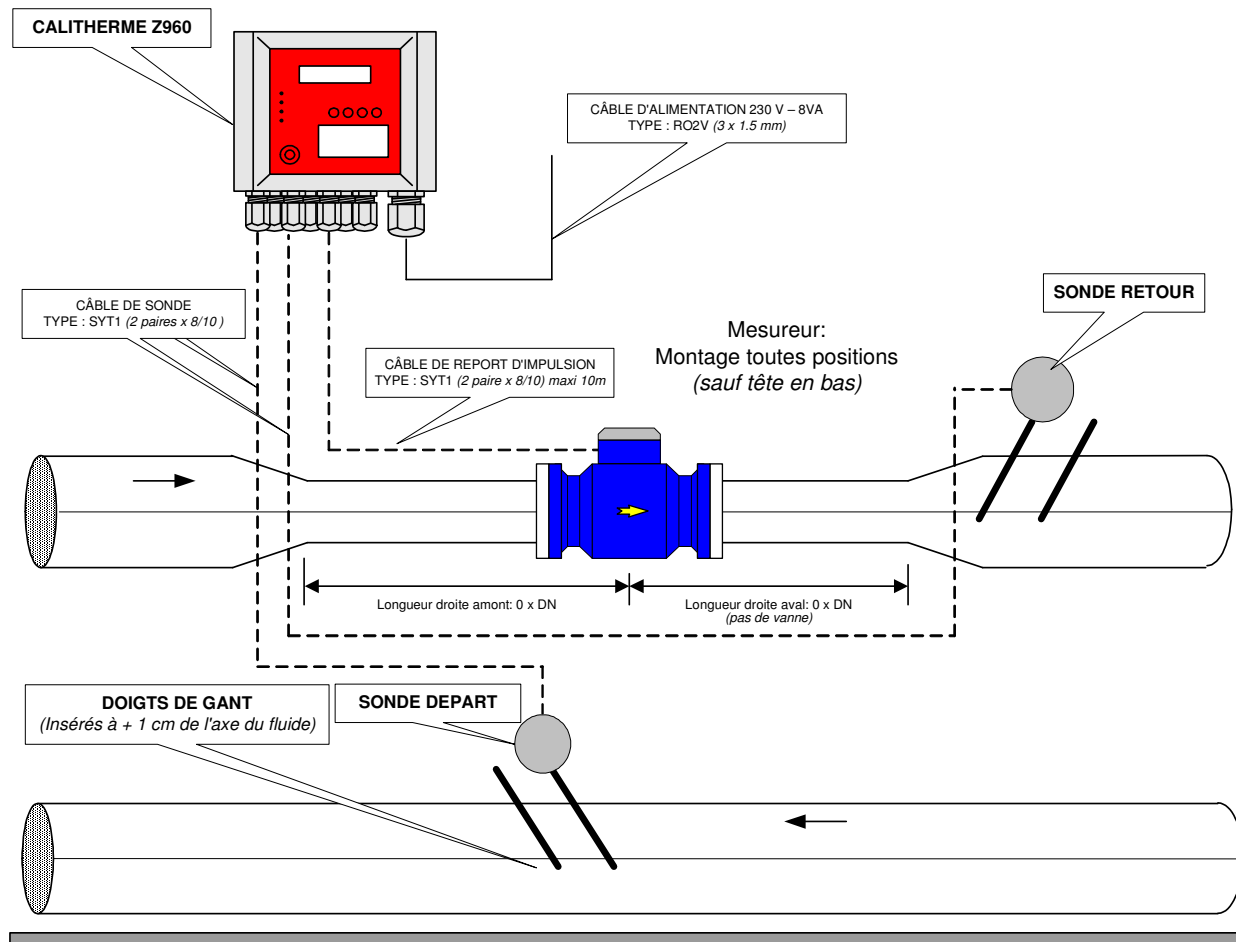 CALITHERME Z960
CÂBLE D'ALIMENTATION 230 V – 8VA
TYPE : RO2V (3 x 1.5 mm)
CÂBLE DE SONDE
TYPE : SYT1 (2 paires x 8/10 )
SONDE RETOUR
Mesureur:
Montage toutes positions
(sauf tête en bas)
CÂBLE DE REPORT D'IMPULSION
TYPE : SYT1 (2 paire x 8/10) maxi 10m
Longueur droite amont: 0 x DN
Longueur droite aval: 0 x DN
(pas de vanne)
DOIGTS DE GANT
(Insérés à + 1 cm de l'axe du fluide)
SONDE DEPART